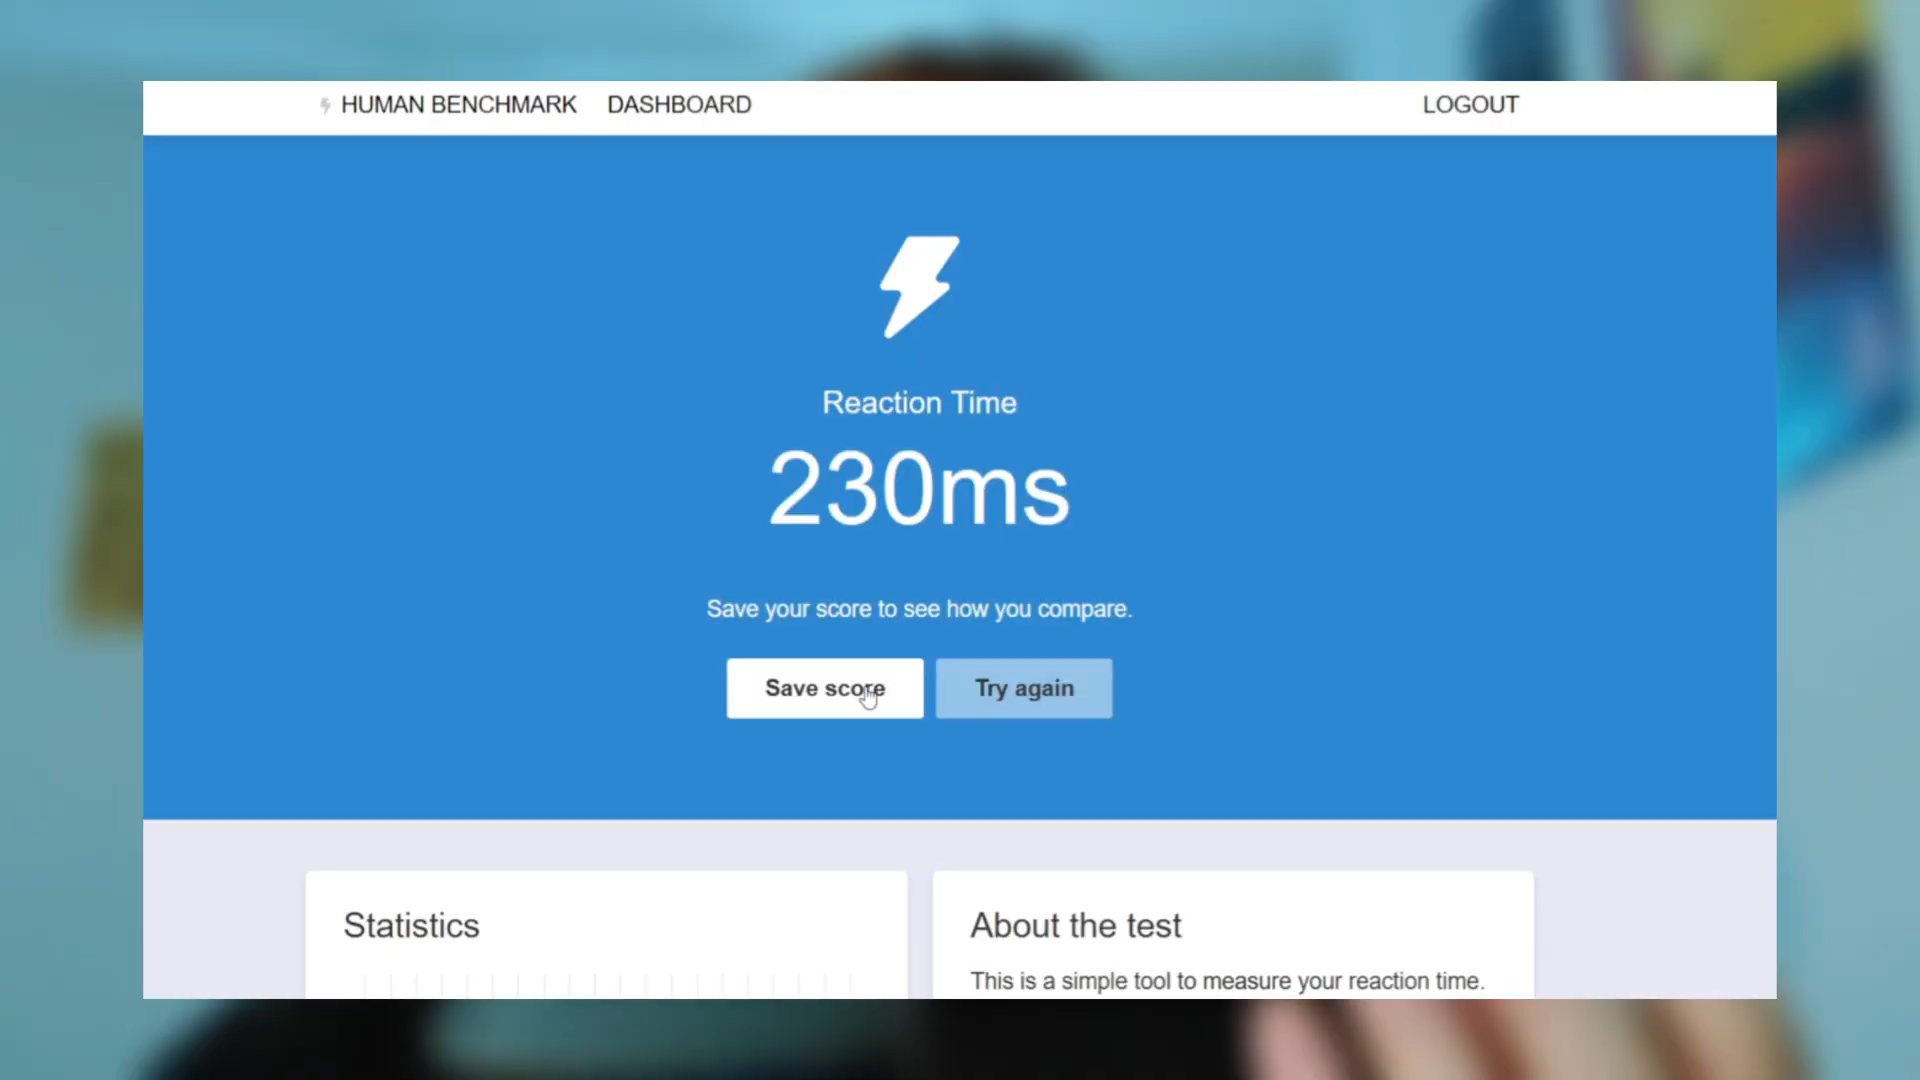 HUMAN BENCHMARK DASHBOARD LOGOUT
Reaction Time
230ms
Save your score to see how you compare.
Save score Try again
Statistics About the test
This is a simple tool to measure your reaction time.